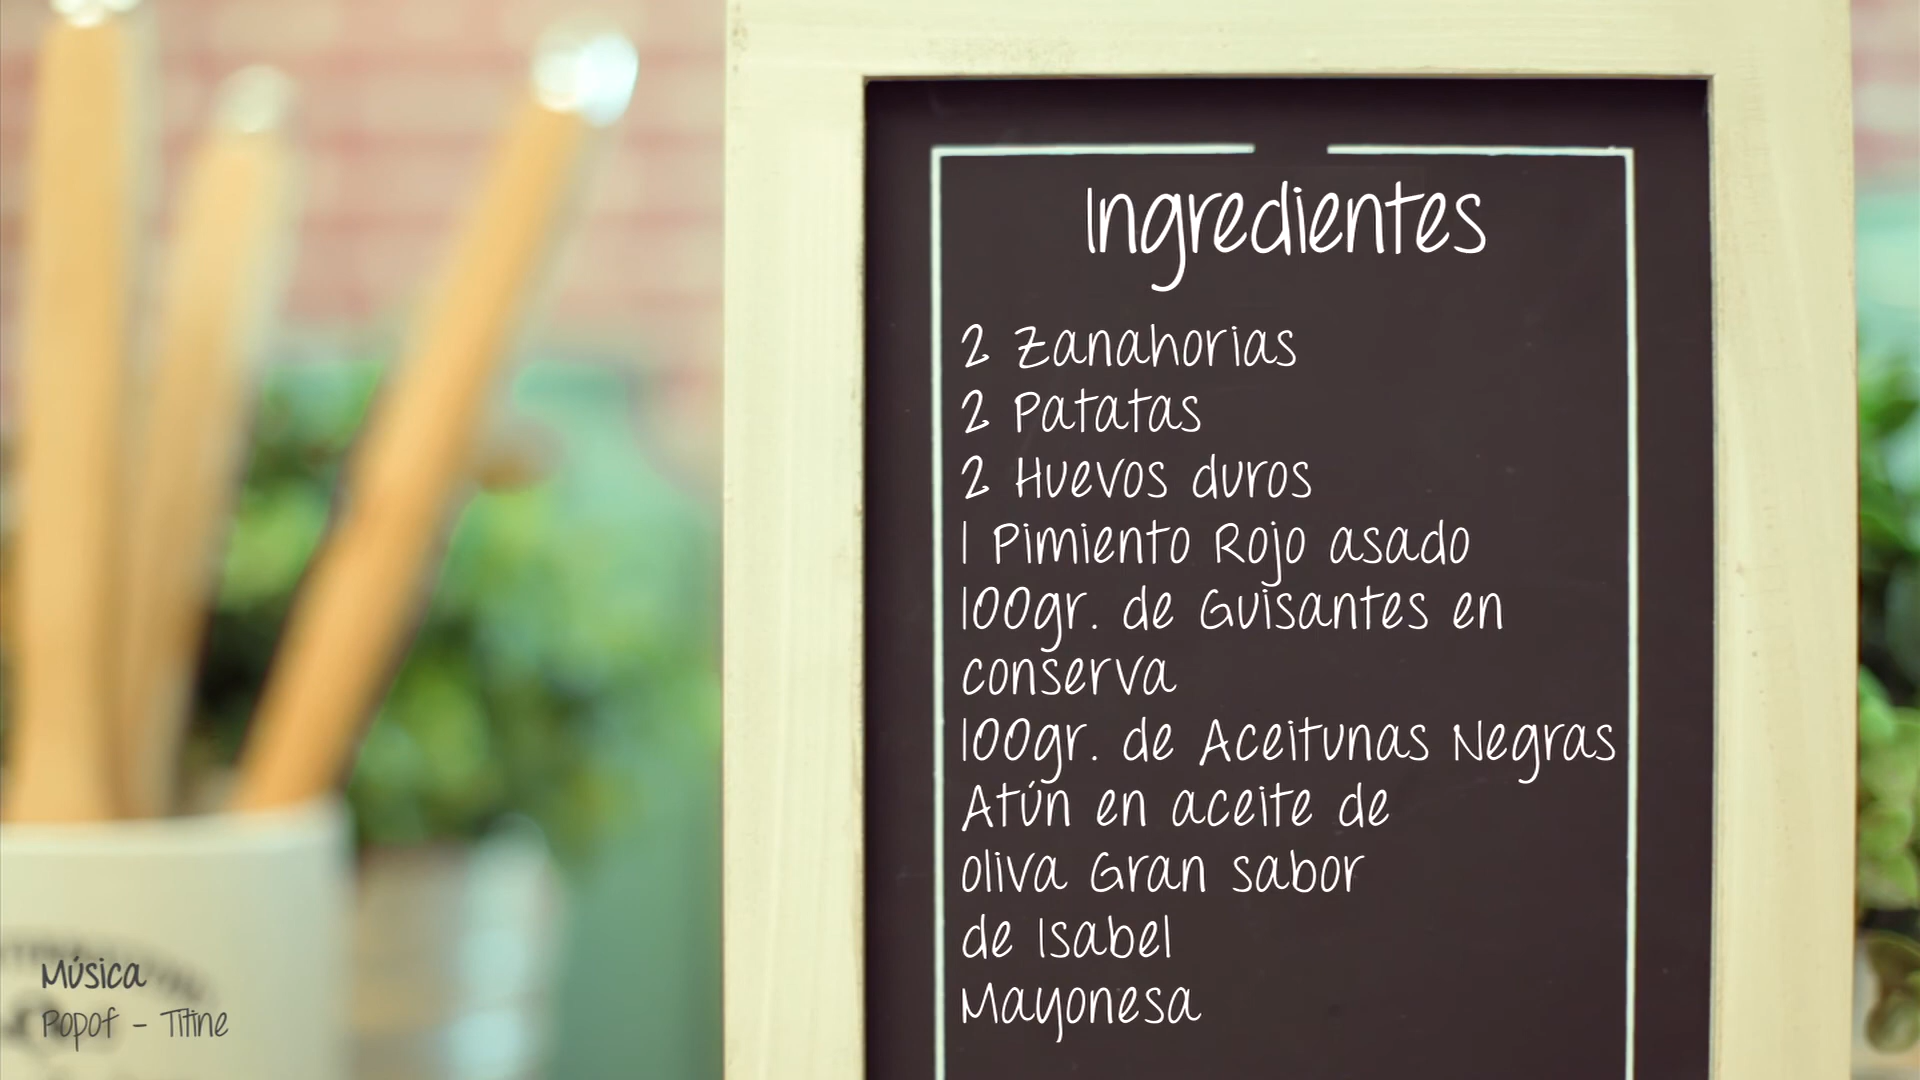 Ingredientes
2 Zanahorias
2 Patatas
2 Huevos duros
1 Pimiento Rojo asado
100gr. de Guisantes en
conserva
100gr. de Aceitunas Negras
Atún en aceite de
oliva Gran sabor
de Isabel
Mayonesa
Música
Popof - Titine